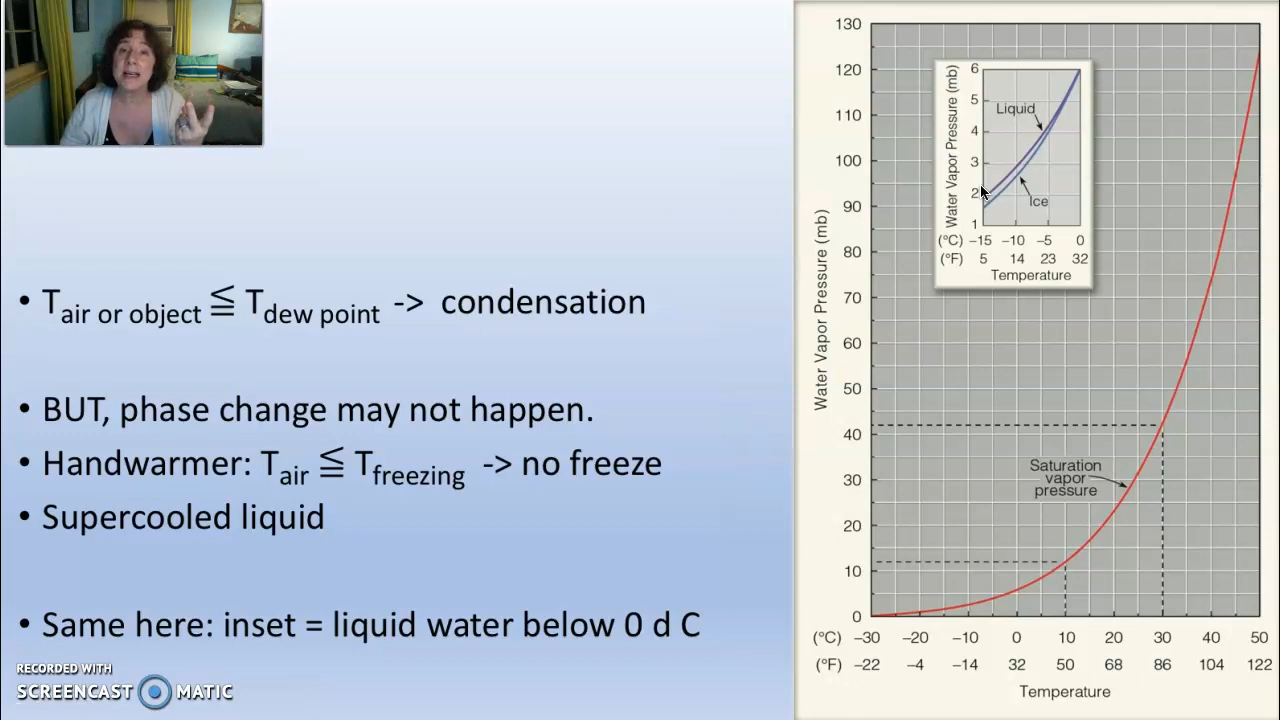 • T air or object ≦ T dew point -> condensation
• BUT, phase change may not happen.
• Handwarmer: T air ≦ T freezing -> no freeze
• Supercooled liquid
• Same here: inset = liquid water below 0 d C
RECORDED WITH
SCREENCAST MATIC
Water Vapor Pressure (mb)
130
120
110
100
90
80
70
60
50
40
30
20
10
0
Saturation
vapor
pressure
(°C) –30 –20 –10 0 10 20 30 40 50
(°F) –22 –4 –14 32 50 68 86 104 122
Temperature
Water Vapor Pressure (mb)
6
5
4
3
2
1
Liquid
Ice
(°C) –15 –10 –5 0
(°F) 5 14 23 32
Temperature